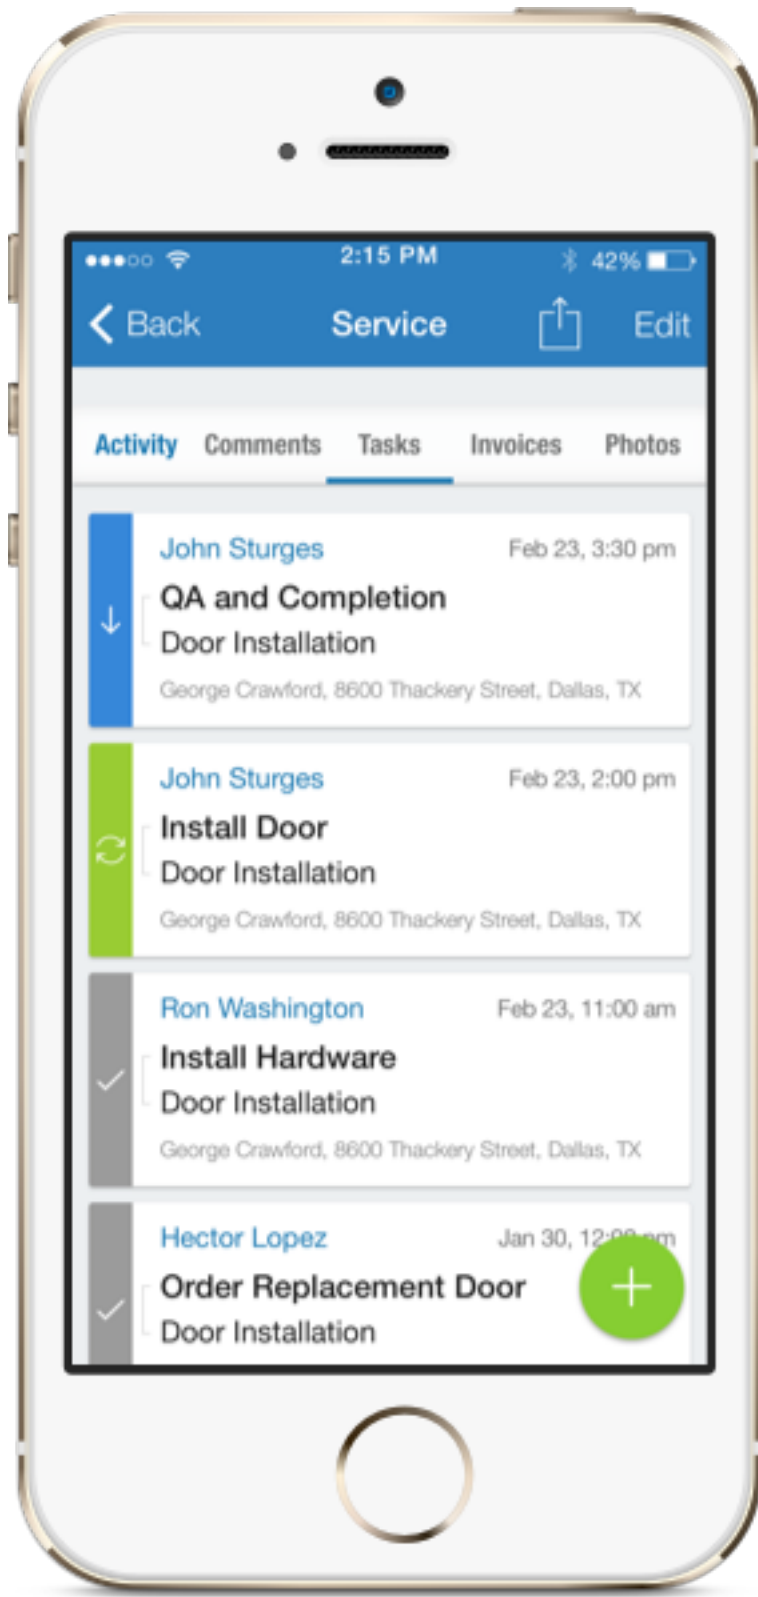 2:15 PM 42%
Back Service Edit
Activity Comments Tasks Invoices Photos
John Sturges Feb 23, 3:30 pm
QA and Completion
Door Installation
George Crawford, 8600 Thackery Street, Dallas, TX
John Sturges Feb 23, 2:00 pm
Install Door
Door Installation
George Crawford, 8600 Thackery Street, Dallas, TX
Ron Washington Feb 23, 11:00 am
Install Hardware
Door Installation
George Crawford, 8600 Thackery Street, Dallas, TX
Hector Lopez Jan 30, pm
Order Replacement Door
Door Installation